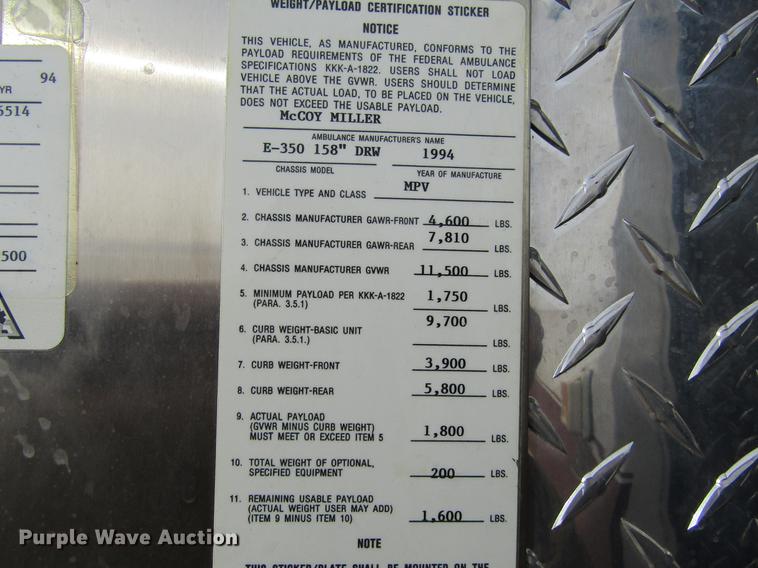 WEIGHT/PAYLOAD CERTIFICATION STICKER
NOTICE
THIS VEHICLE, AS MANUFACTURED, CONFORMS TO THE
PAYLOAD REQUIREMENTS OF THE FEDERAL AMBULANCE
SPECIFICATIONS KKK-A-1822. USERS SHALL NOT LOAD
VEHICLE ABOVE THE GVWR. USERS SHOULD DETERMINE
THAT THE ACTUAL LOAD, TO BE PLACED ON THE VEHICLE,
DOES NOT EXCEED THE USABLE PAYLOAD.
McCOY MILLER
AMBULANCE MANUFACTURER'S NAME
E-350 158" DRW 1994
CHASSIS MODEL YEAR OF MANUFACTURE
1. VEHICLE TYPE AND CLASS MPV
2. CHASSIS MANUFACTURER GAWR-FRONT 4,600 LBS.
3. CHASSIS MANUFACTURER GAWR-REAR 7,810 LBS.
4. CHASSIS MANUFACTURER GVWR 11,500 LBS.
5. MINIMUM PAYLOAD PER KKK-A-1822 1,750
(PARA. 3.5.1) LBS.
6. CURB WEIGHT-BASIC UNIT 9,700
(PARA. 3.5.1.) LBS.
7. CURB WEIGHT-FRONT 3,900 LBS.
8. CURB WEIGHT-REAR 5,800 LBS.
9. ACTUAL PAYLOAD
(GVWR MINUS CURB WEIGHT) 1,800
MUST MEET OR EXCEED ITEM 5 LBS.
10. TOTAL WEIGHT OF OPTIONAL,
SPECIFIED EQUIPMENT 200 LBS.
11. REMAINING USABLE PAYLOAD
(ACTUAL WEIGHT USER MAY ADD)
(ITEM 9 MINUS ITEM 10) 1,600 LBS.
NOTE
THIS STICKER/PLATE SHALL BE MOUNTED ON THE
94
YR
6514
500
Purple Wave Auction